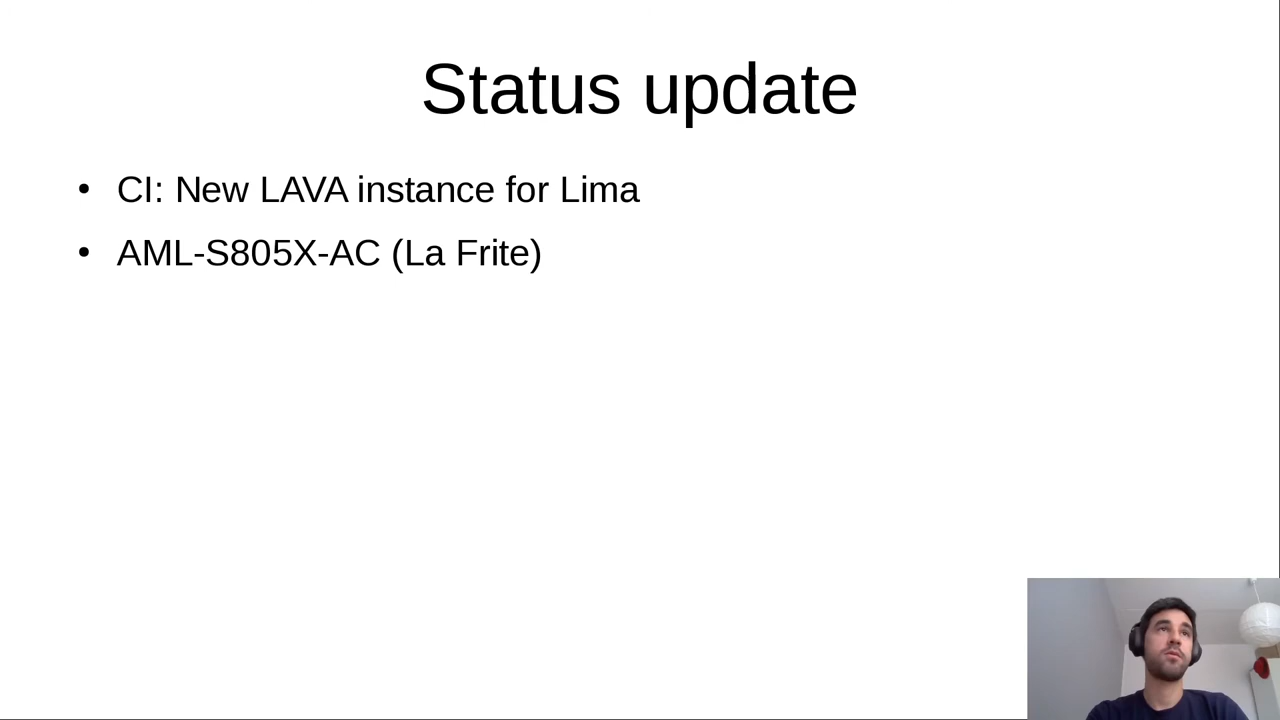 Status update
• CI: New LAVA instance for Lima
• AML-S805X-AC (La Frite)